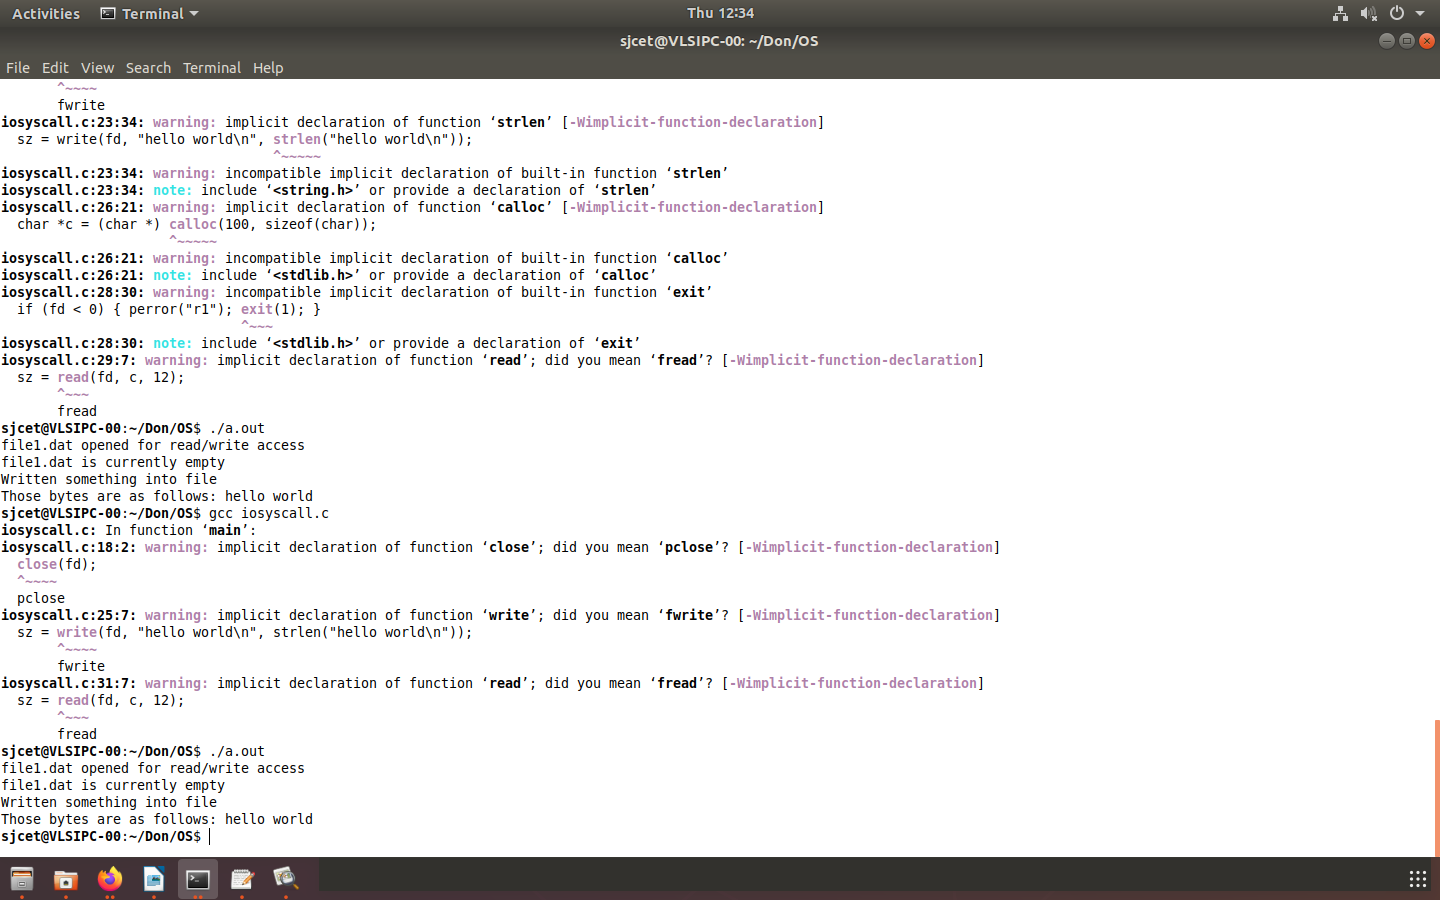 Activities Terminal Thu 12:34
sjcet@VLSIPC-00: ~/Don/OS
File Edit View Search Terminal Help
^~~~~
fwrite
iosyscall.c:23:34: warning: implicit declaration of function ‘strlen’ [-Wimplicit-function-declaration]
sz = write(fd, "hello world\n", strlen("hello world\n"));
^~~~~~
iosyscall.c:23:34: warning: incompatible implicit declaration of built-in function ‘strlen’
iosyscall.c:23:34: note: include ‘<string.h>’ or provide a declaration of ‘strlen’
iosyscall.c:26:21: warning: implicit declaration of function ‘calloc’ [-Wimplicit-function-declaration]
char *c = (char *) calloc(100, sizeof(char));
^~~~~~
iosyscall.c:26:21: warning: incompatible implicit declaration of built-in function ‘calloc’
iosyscall.c:26:21: note: include ‘<stdlib.h>’ or provide a declaration of ‘calloc’
iosyscall.c:28:30: warning: incompatible implicit declaration of built-in function ‘exit’
if (fd < 0) { perror("r1"); exit(1); }
^~~~
iosyscall.c:28:30: note: include ‘<stdlib.h>’ or provide a declaration of ‘exit’
iosyscall.c:29:7: warning: implicit declaration of function ‘read’; did you mean ‘fread’? [-Wimplicit-function-declaration]
sz = read(fd, c, 12);
^~~~
fread
sjcet@VLSIPC-00:~/Don/OS$ ./a.out
file1.dat opened for read/write access
file1.dat is currently empty
Written something into file
Those bytes are as follows: hello world
sjcet@VLSIPC-00:~/Don/OS$ gcc iosyscall.c
iosyscall.c: In function ‘main’:
iosyscall.c:18:2: warning: implicit declaration of function ‘close’; did you mean ‘pclose’? [-Wimplicit-function-declaration]
close(fd);
^~~~~
pclose
iosyscall.c:25:7: warning: implicit declaration of function ‘write’; did you mean ‘fwrite’? [-Wimplicit-function-declaration]
sz = write(fd, "hello world\n", strlen("hello world\n"));
^~~~~
fwrite
iosyscall.c:31:7: warning: implicit declaration of function ‘read’; did you mean ‘fread’? [-Wimplicit-function-declaration]
sz = read(fd, c, 12);
^~~~
fread
sjcet@VLSIPC-00:~/Don/OS$ ./a.out
file1.dat opened for read/write access
file1.dat is currently empty
Written something into file
Those bytes are as follows: hello world
sjcet@VLSIPC-00:~/Don/OS$